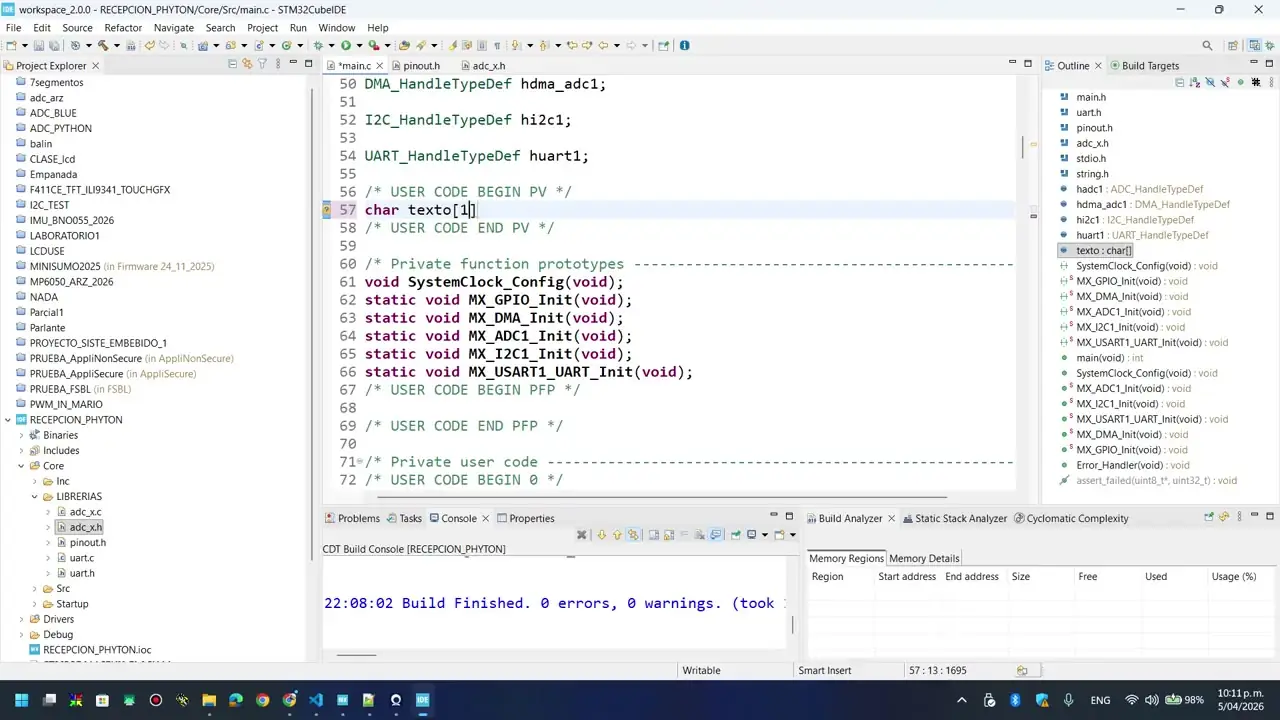 workspace_2.0.0 - RECEPCION_PHYTON/Core/Src/main.c - STM32CubeIDE
File Edit Source Refactor Navigate Search Project Run Window Help
Project Explorer
7segmentos
adc_arz
ADC_BLUE
ADC_PYTHON
balin
CLASE_lcd
Empanada
F411CE_TFT_ILI9341_TOUCHGFX
I2C_TEST
IMU_BNO055_2026
LABORATORIO1
LCDUSE
MINISUMO2025 (in Firmware 24_11_2025)
MP6050_ARZ_2026
NADA
Parcial1
Parlante
PROYECTO_SISTE_EMBEBIDO_1
PRUEBA_AppliNonSecure (in AppliNonSecure)
PRUEBA_AppliSecure (in AppliSecure)
PRUEBA_FSBL (in FSBL)
PWM_IN_MARIO
RECEPCION_PHYTON
Binaries
Includes
Core
Inc
LIBRERIAS
adc_x.c
adc_x.h
pinout.h
uart.c
uart.h
Src
Startup
Drivers
Debug
RECEPCION_PHYTON.ioc
*main.c pinout.h adc_x.h
50 DMA_HandleTypeDef hdma_adc1;
51
52 I2C_HandleTypeDef hi2c1;
53
54 UART_HandleTypeDef huart1;
55
56 /* USER CODE BEGIN PV */
57 char texto[1]
58 /* USER CODE END PV */
59
60 /* Private function prototypes ---------------------------------------------
61 void SystemClock_Config(void);
62 static void MX_GPIO_Init(void);
63 static void MX_DMA_Init(void);
64 static void MX_ADC1_Init(void);
65 static void MX_I2C1_Init(void);
66 static void MX_USART1_UART_Init(void);
67 /* USER CODE BEGIN PFP */
68
69 /* USER CODE END PFP */
70
71 /* Private user code ------------------------------------------------------
72 /* USER CODE BEGIN 0 */
Outline Build Targets
main.h
uart.h
pinout.h
adc_x.h
stdio.h
string.h
hadc1 : ADC_HandleTypeDef
hdma_adc1 : DMA_HandleTypeDef
hi2c1 : I2C_HandleTypeDef
huart1 : UART_HandleTypeDef
texto : char[]
SystemClock_Config(void) : void
MX_GPIO_Init(void) : void
MX_DMA_Init(void) : void
MX_ADC1_Init(void) : void
MX_I2C1_Init(void) : void
MX_USART1_UART_Init(void) : void
main(void) : int
SystemClock_Config(void) : void
MX_ADC1_Init(void) : void
MX_I2C1_Init(void) : void
MX_USART1_UART_Init(void) : void
MX_DMA_Init(void) : void
MX_GPIO_Init(void) : void
Error_Handler(void) : void
assert_failed(uint8_t*, uint32_t) : void
Problems Tasks Console Properties
CDT Build Console [RECEPCION_PHYTON]
22:08:02 Build Finished. 0 errors, 0 warnings. (took
Build Analyzer Static Stack Analyzer Cyclomatic Complexity
Memory Regions Memory Details
Region Start address End address Size Free Used Usage (%)
Writable Smart Insert 57 : 13 : 1695
ENG 98% 10:11 p. m.
5/04/2026